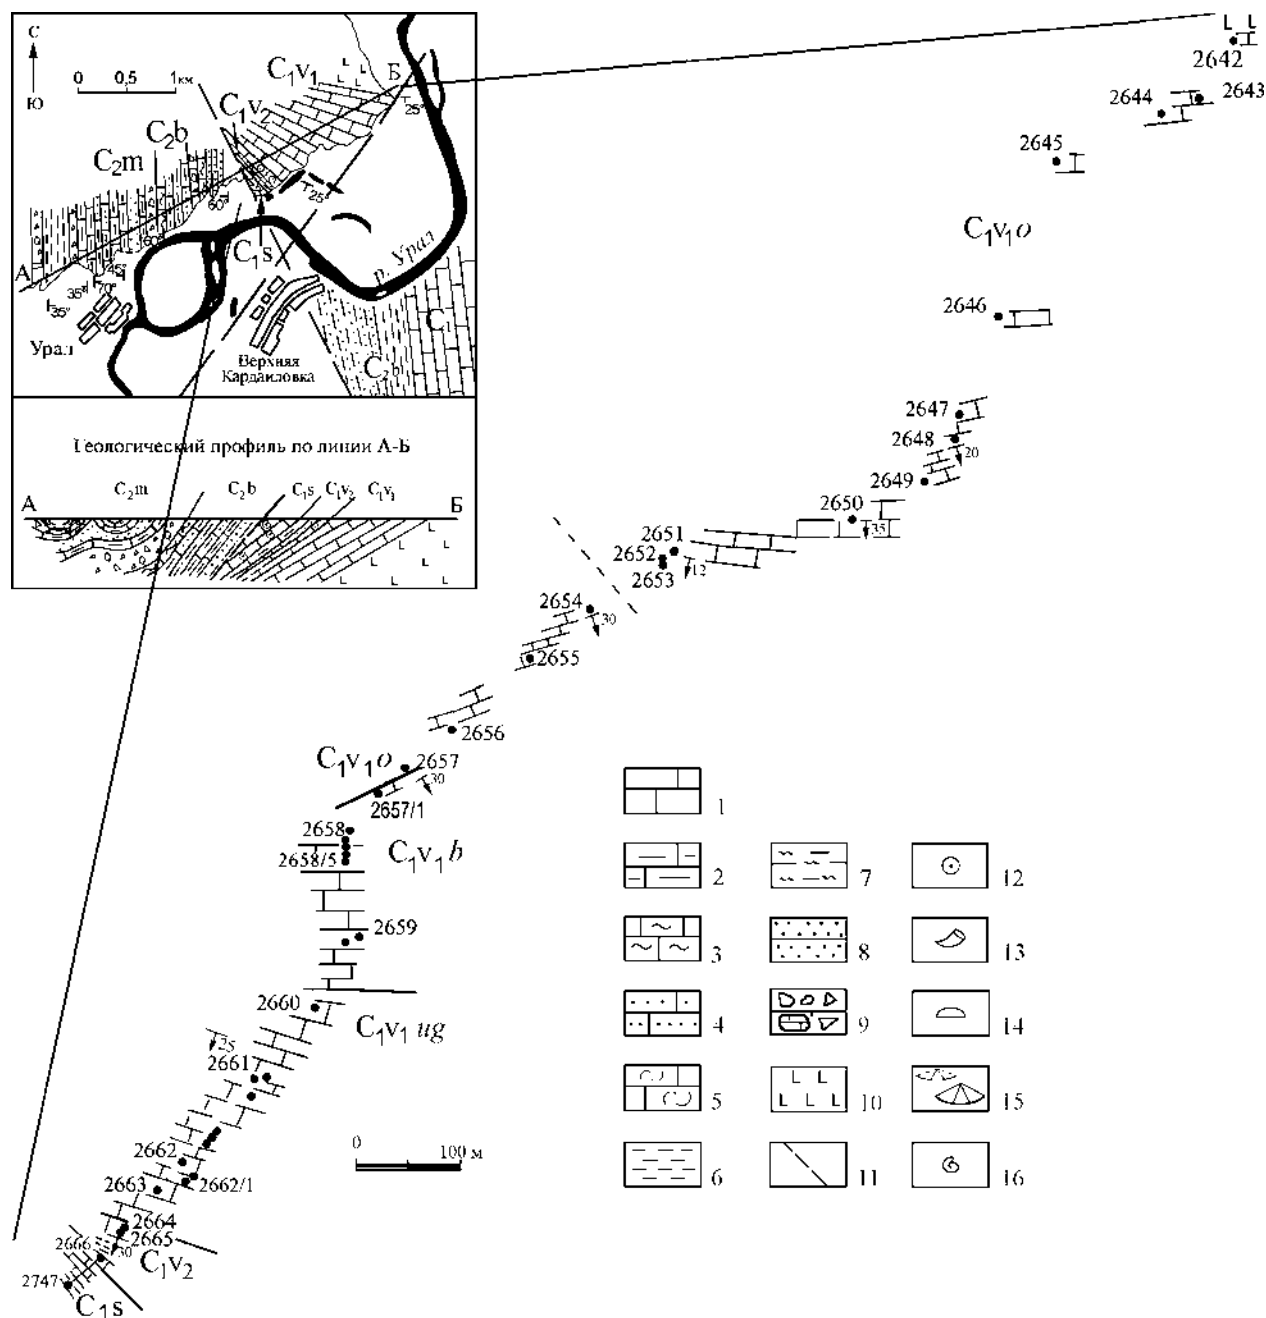 С
Ю
0 0,5 1км
C₁v₁
Б
C₁v₂
25°
C₂b
C₂m
60°
25°
60°
C₁s
р. Урал
А
45°
35°
70°
35°
Урал
Верхняя
Кардаиловка
C₁
C₂b
Геологический профиль по линии А-Б
А C₂m C₂b C₁s C₁v₂ C₁v₁ Б
2642
2643
2644
2645
C₁v₁o
2646
2647
2648
20
2649
2650
35
2651
2652
2653
12
2654
30
2655
2656
C₁v₁o
2657
30
2657/1
2658
2658/5
C₁v₁b
2659
2660
C₁v₁ug
25
2661
2662
2662/1
2663
2664
2665
2666
30
C₁v₂
2747
C₁s
0 100 м
1
2 7 12
3 8 13
4 9 14
5 10 15
6 11 16